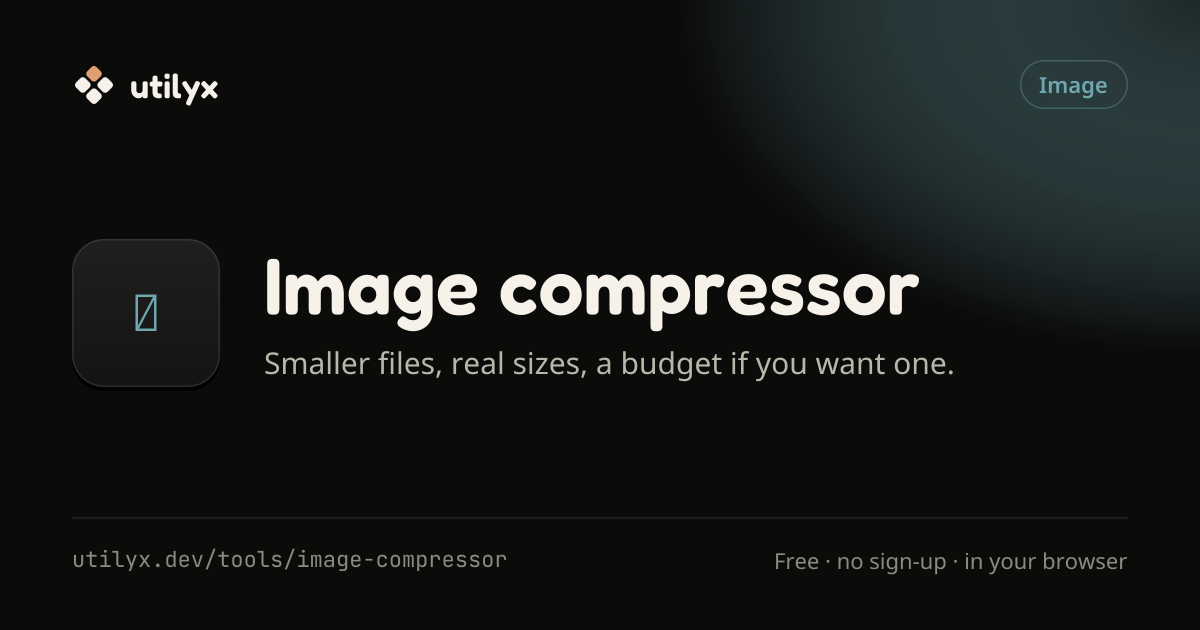 utilyx
Image
Image compressor
Smaller files, real sizes, a budget if you want one.
utilyx.dev/tools/image-compressor
Free · no sign-up · in your browser